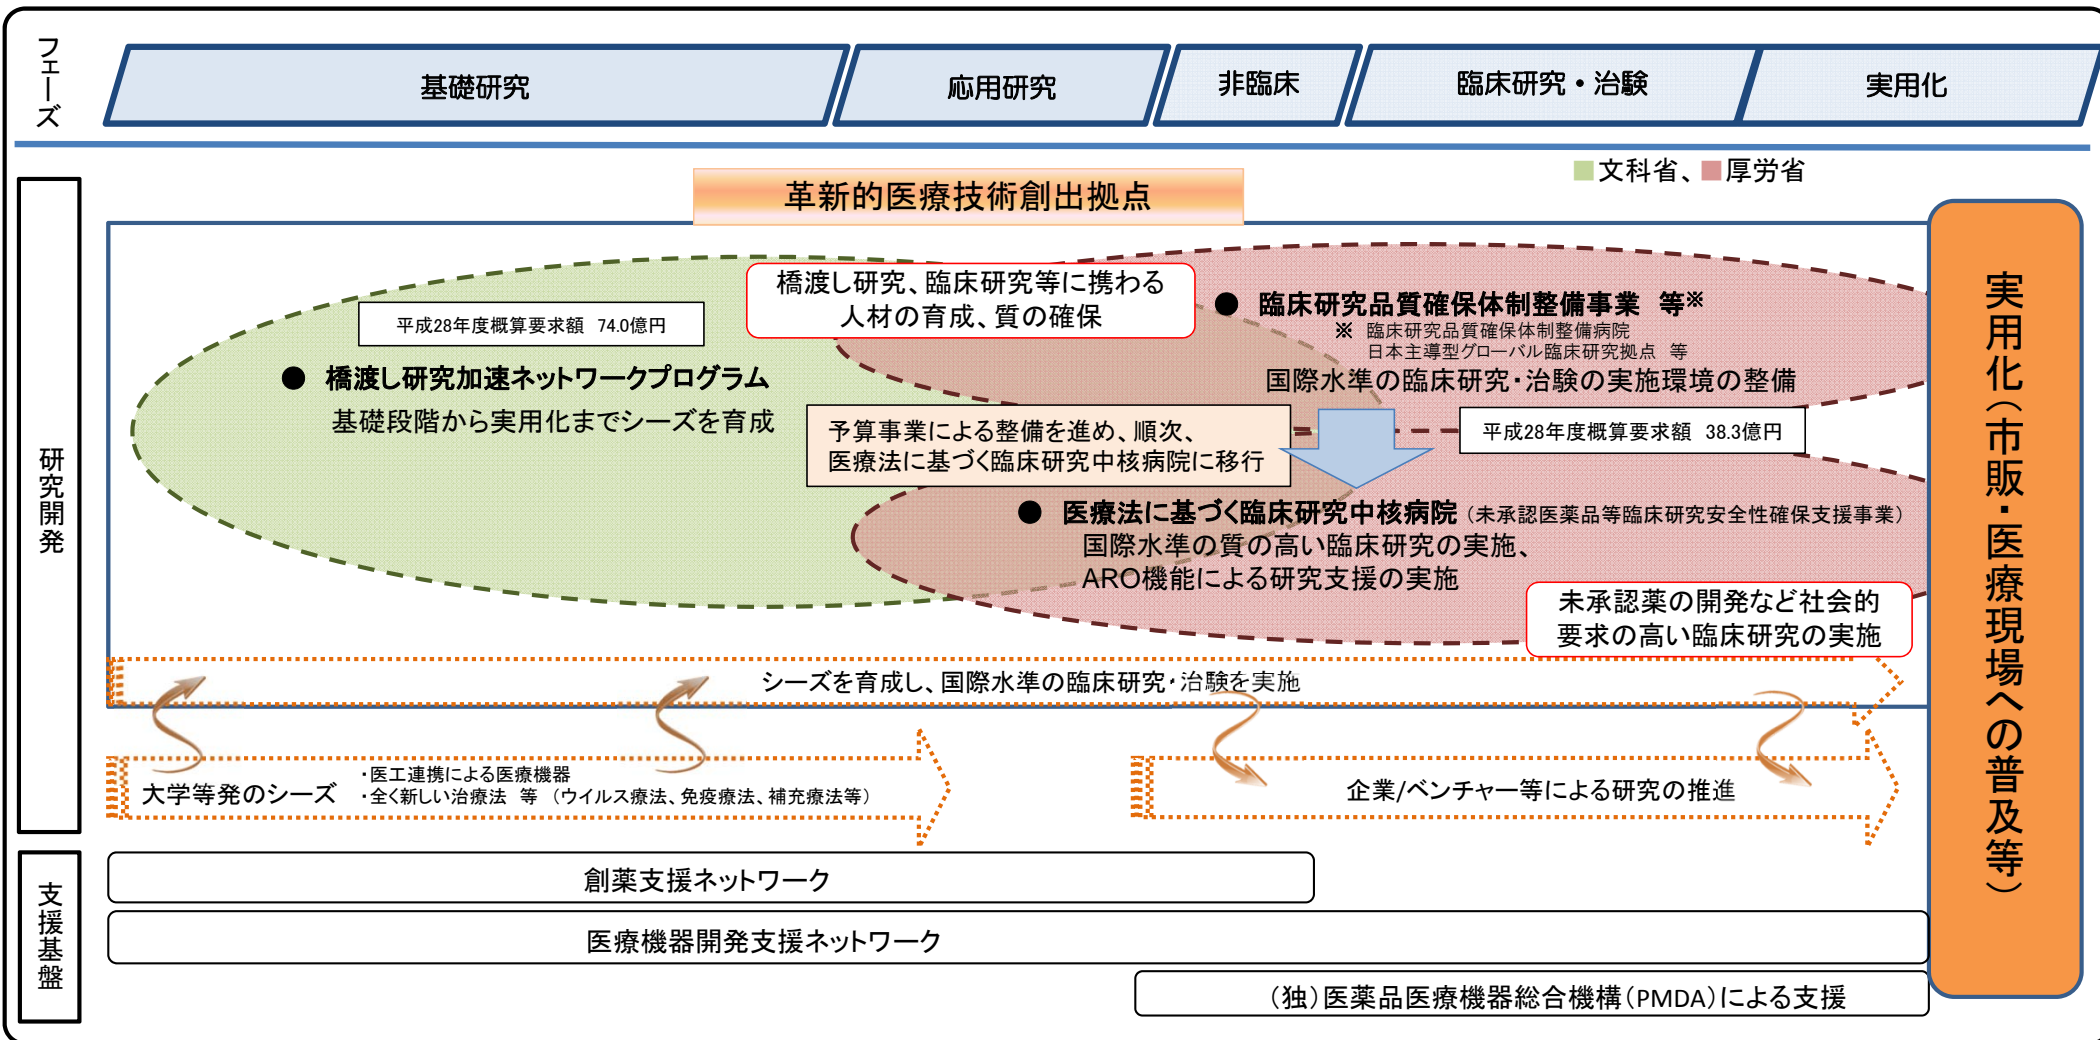 フェーズ
基礎研究
応用研究
非臨床
臨床研究・治験
実用化
■文科省、■厚労省
革新的医療技術創出拠点
研究開発
橋渡し研究、臨床研究等に携わる
人材の育成、質の確保
平成28年度概算要求額 74.0億円
● 橋渡し研究加速ネットワークプログラム
基礎段階から実用化までシーズを育成
● 臨床研究品質確保体制整備事業 等※
※ 臨床研究品質確保体制整備病院
日本主導型グローバル臨床研究拠点 等
国際水準の臨床研究・治験の実施環境の整備
予算事業による整備を進め、順次、
医療法に基づく臨床研究中核病院に移行
平成28年度概算要求額 38.3億円
● 医療法に基づく臨床研究中核病院（未承認医薬品等臨床研究安全性確保支援事業）
国際水準の質の高い臨床研究の実施、
ARO機能による研究支援の実施
未承認薬の開発など社会的
要求の高い臨床研究の実施
シーズを育成し、国際水準の臨床研究・治験を実施
大学等発のシーズ
・医工連携による医療機器
・全く新しい治療法 等 （ウイルス療法、免疫療法、補充療法等）
企業/ベンチャー等による研究の推進
実用化（市販・医療現場への普及等）
支援基盤
創薬支援ネットワーク
医療機器開発支援ネットワーク
（独）医薬品医療機器総合機構（PMDA）による支援